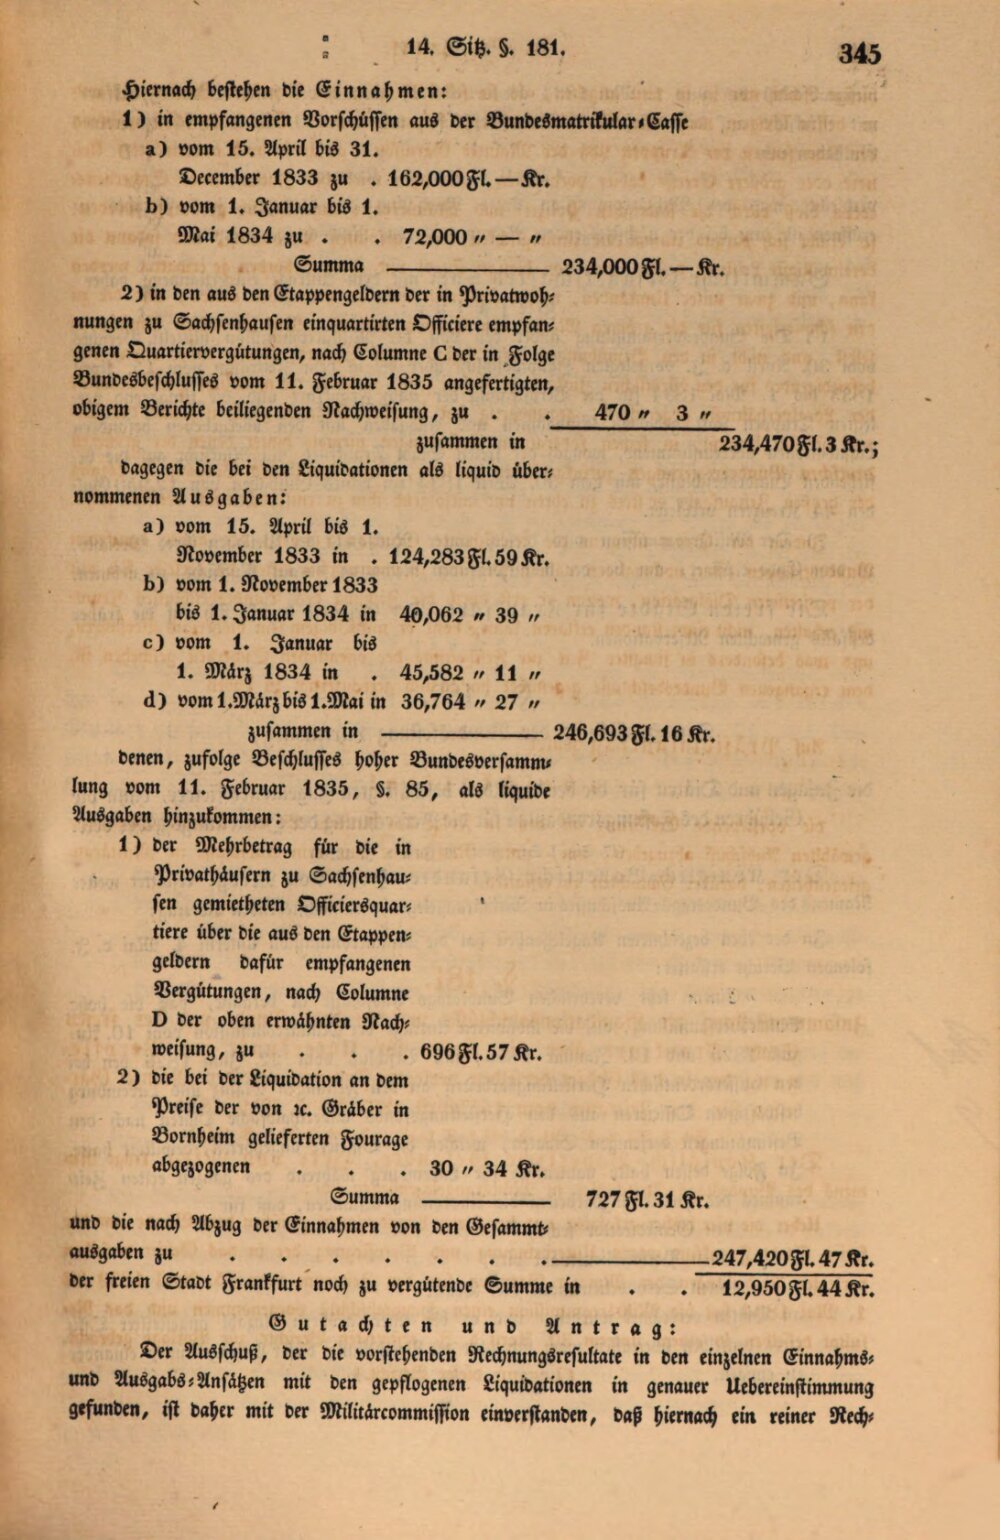 14. Sitz. §. 181.
345
Hiernach bestehen die Einnahmen:
1) in empfangenen Vorschüssen aus der Bundesmatrikular-Casse
a) vom 15. April bis 31.
December 1833 zu . 162,000 Fl. — Kr.
b) vom 1. Januar bis 1.
Mai 1834 zu . . 72,000 „ — „
Summa ——— 234,000 Fl. — Kr.
2) in den aus den Etappengeldern der in Privatwoh-
nungen zu Sachsenhausen einquartirten Officiere empfan-
genen Quartiervergütungen, nach Columne C der in Folge
Bundesbeschlusses vom 11. Februar 1835 angefertigten,
obigem Berichte beiliegenden Nachweisung, zu . . 470 „ 3 „
zusammen in 234,470 Fl. 3 Kr.;
dagegen die bei den Liquidationen als liquid über-
nommenen Ausgaben:
a) vom 15. April bis 1.
November 1833 in . 124,283 Fl. 59 Kr.
b) vom 1. November 1833
bis 1. Januar 1834 in 40,062 „ 39 „
c) vom 1. Januar bis
1. März 1834 in . 45,582 „ 11 „
d) vom 1. März bis 1. Mai in 36,764 „ 27 „
zusammen in ——— 246,693 Fl. 16 Kr.
denen, zufolge Beschlusses hoher Bundesversamm-
lung vom 11. Februar 1835, §. 85, als liquide
Ausgaben hinzukommen:
1) der Mehrbetrag für die in
Privathäusern zu Sachsenhau-
sen gemietheten Officiersquar-
tiere über die aus den Etappen-
geldern dafür empfangenen
Vergütungen, nach Columne
D der oben erwähnten Nach-
weisung, zu . . . 696 Fl. 57 Kr.
2) die bei der Liquidation an dem
Preise der von ꝛc. Gräber in
Bornheim gelieferten Fourage
abgezogenen . . . 30 „ 34 Kr.
Summa ——— 727 Fl. 31 Kr.
und die nach Abzug der Einnahmen von den Gesammt-
ausgaben zu . . . . . . . ——— 247,420 Fl. 47 Kr.
der freien Stadt Frankfurt noch zu vergütende Summe in . . 12,950 Fl. 44 Kr.
Gutachten und Antrag:
Der Ausschuß, der die vorstehenden Rechnungsresultate in den einzelnen Einnahms-
und Ausgabs-Ansätzen mit den gepflogenen Liquidationen in genauer Uebereinstimmung
gefunden, ist daher mit der Militärcommission einverstanden, daß hiernach ein reiner Rech-